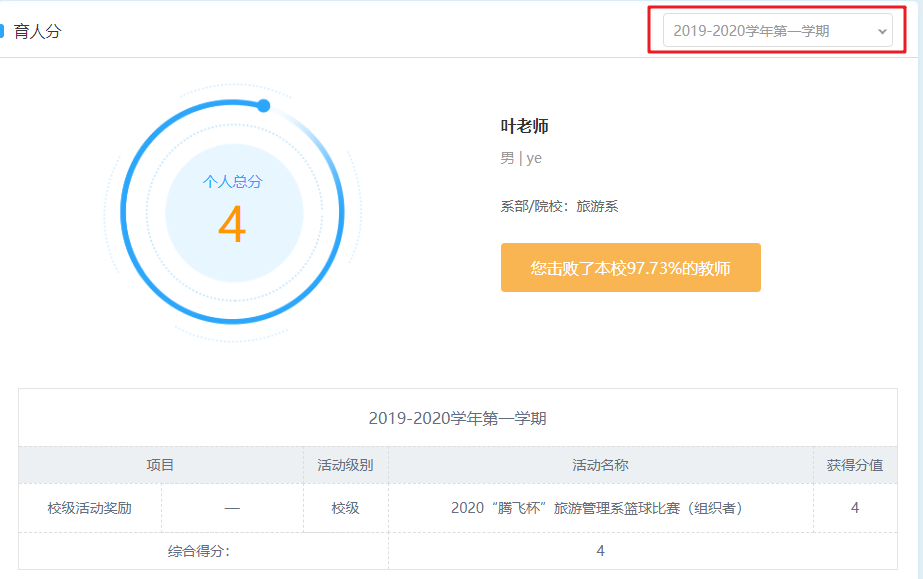 育人分
2019-2020学年第一学期
个人总分
4
叶老师
男 | ye
系部/院校：旅游系
您击败了本校97.73%的教师
2019-2020学年第一学期
项目 活动级别 活动名称 获得分值
校级活动奖励 — 校级 2020“腾飞杯”旅游管理系篮球比赛（组织者） 4
综合得分： 4